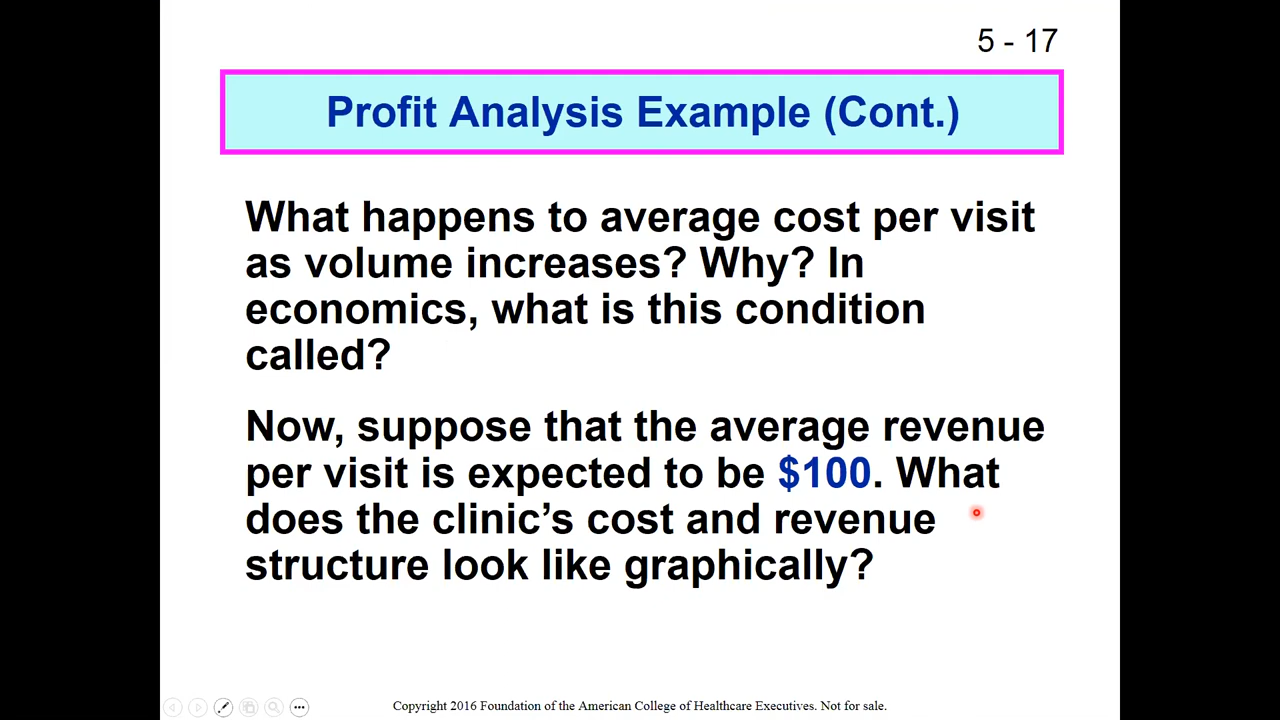 5 - 17
Profit Analysis Example (Cont.)
What happens to average cost per visit
as volume increases? Why? In
economics, what is this condition
called?
Now, suppose that the average revenue
per visit is expected to be $100. What
does the clinic’s cost and revenue
structure look like graphically?
Copyright 2016 Foundation of the American College of Healthcare Executives. Not for sale.